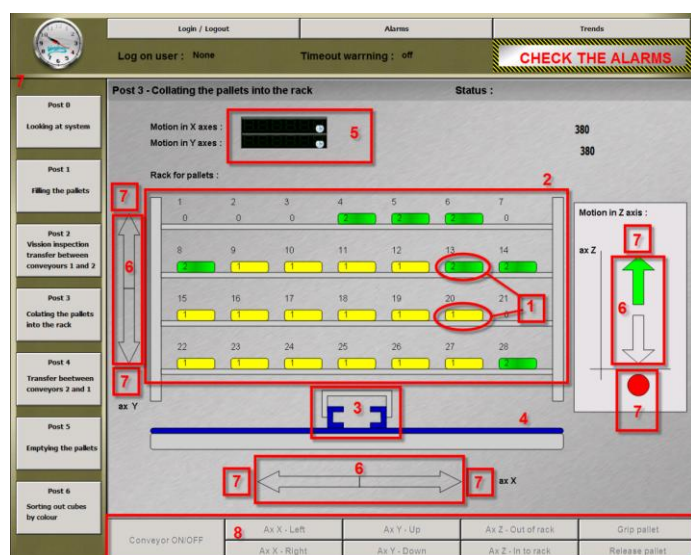 Login / Logout
Alarms
Trends
Log on user : None
Timeout warrning : off
CHECK THE ALARMS
7
Post 0
Looking at system
Post 1
Filling the pallets
Post 2
Vission inspection
transfer between
conveyours 1 and 2
Post 3
Colating the pallets
into the rack
Post 4
Transfer beetween
conveyors 2 and 1
Post 5
Emptying the pallets
Post 6
Sorting out cubes
by colour
Post 3 - Collating the pallets into the rack
Status :
Motion in X axes :
Motion in Y axes :
5
380
380
Rack for pallets :
2
7
1 2 3 4 5 6 7
0 0 0 2 2 2 0
6
8 9 10 11 12 13 14
2 1 1 1 1 2 2
1
15 16 17 18 19 20 21
1 1 1 1 1 1 0
22 23 24 25 26 27 28
1 1 1 1 1 1 2
7
ax Y
Motion in Z axis :
7
ax Z
6
7
3
4
7
6
7
ax X
Conveyor ON/OFF
8
Ax X - Left
Ax Y - Up
Ax Z - Out of rack
Grip pallet
Ax X - Right
Ax Y - Down
Ax Z - In to rack
Release pallet